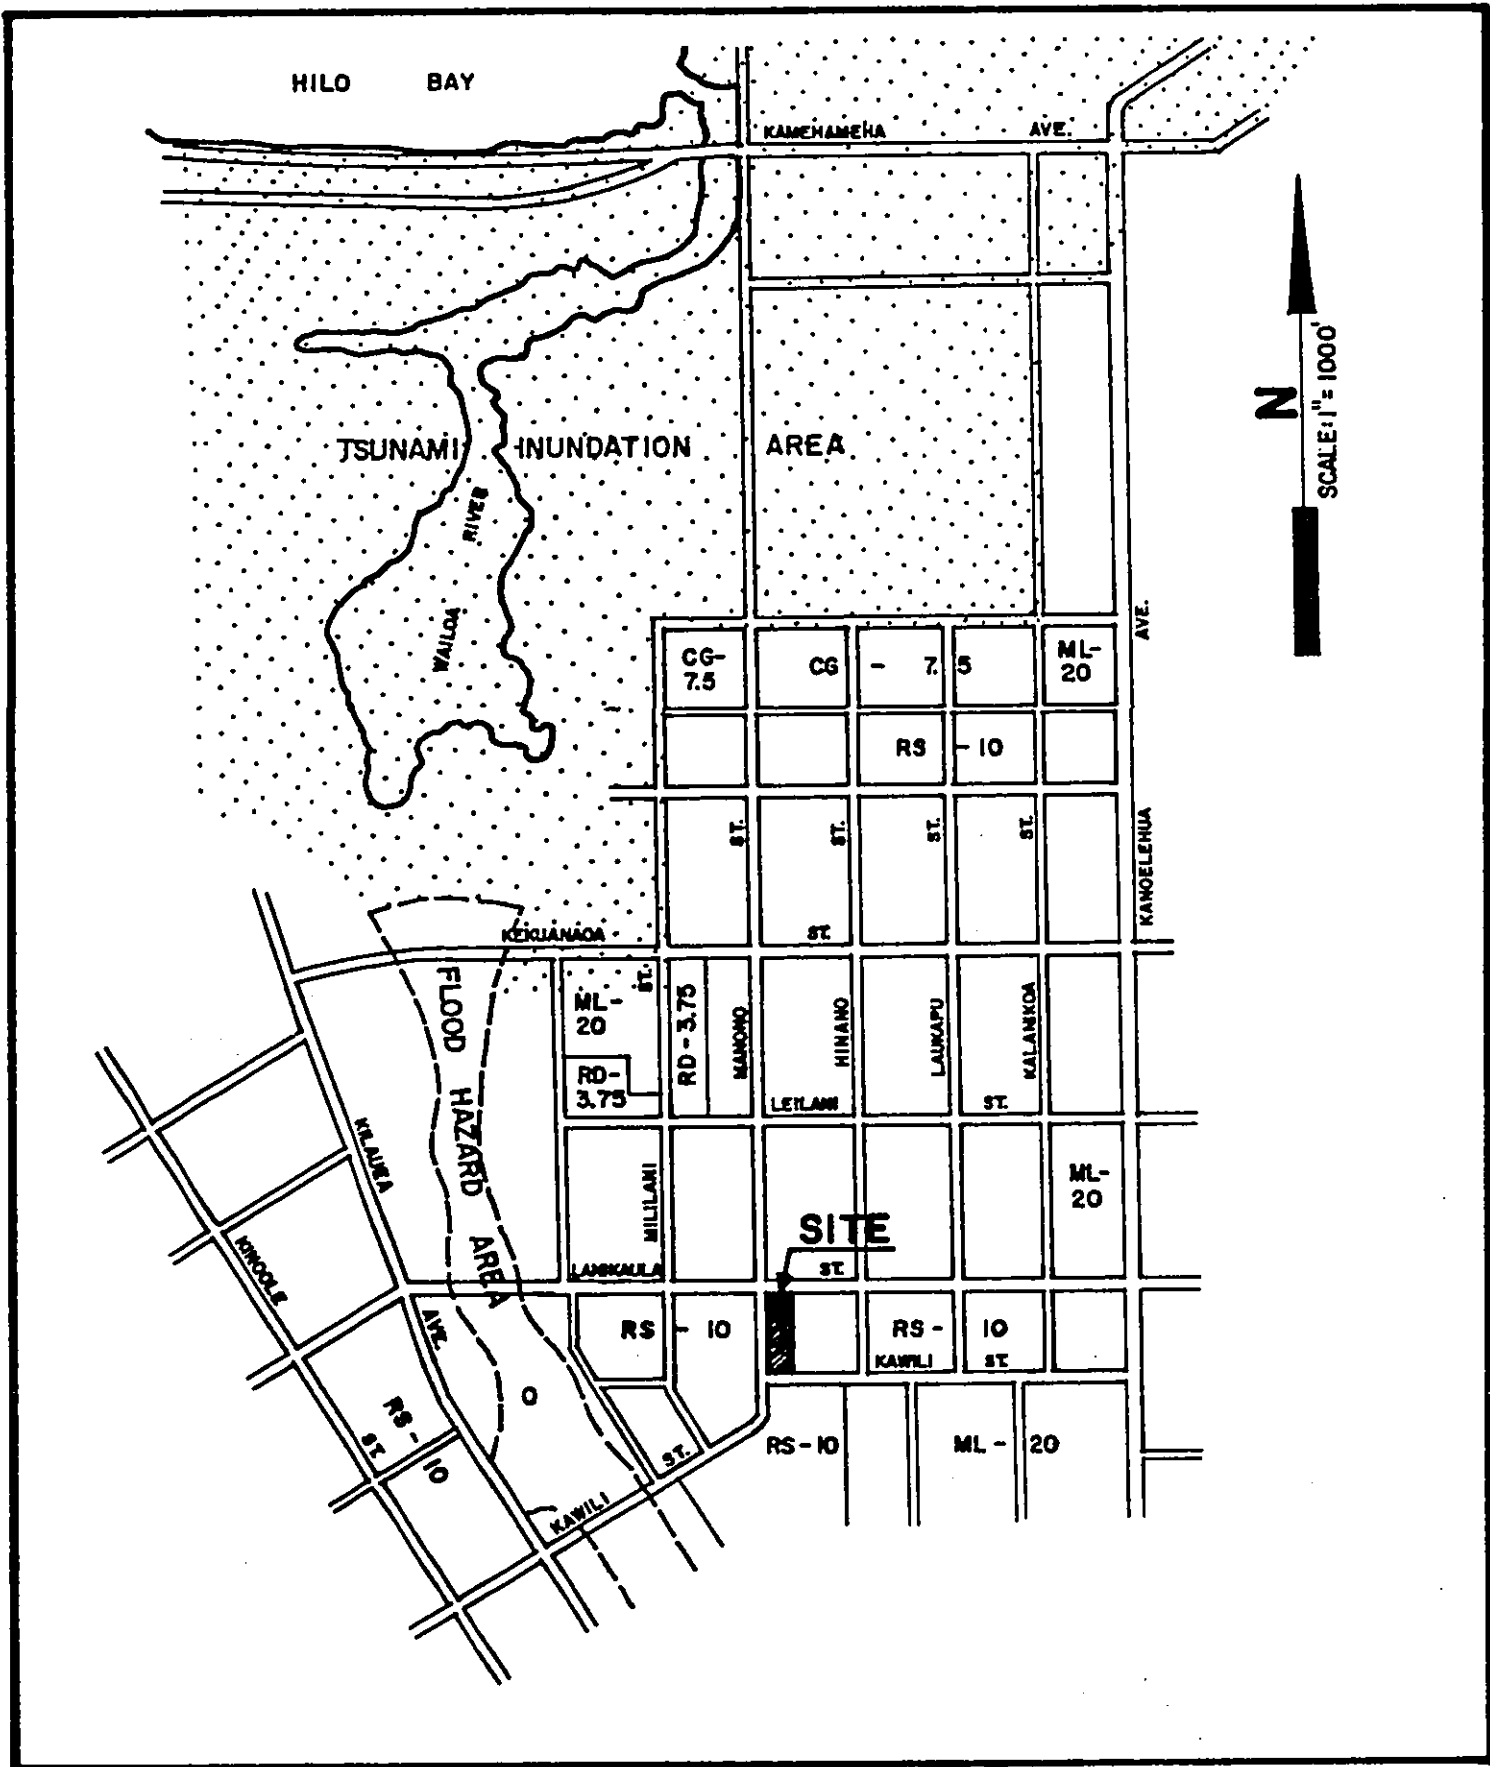 HILO BAY
KAMEHAMEHA AVE.
N
SCALE: 1" = 1000'
TSUNAMI INUNDATION AREA
WAILOA RIVER
CG-
7.5
CG - 7.5
ML-
20
AVE.
RS - 10
ST.
ST.
ST.
ST.
KANOELEHUA
KEKUANAOA ST.
FLOOD HAZARD AREA
ML-
20
ST.
RD-3.75
MANONO
HINANO
LAUKAPU
KALANIKOA
RD-
3.75
LEILANI ST.
KILAUEA
MILILANI
ML-
20
SITE
KINOOLE
LANIKAULA ST.
AVE.
RS - 10
RS - 10
KAWILI ST.
O
RS-10
ST.
ST.
RS-10
ML - 20
KAWILI